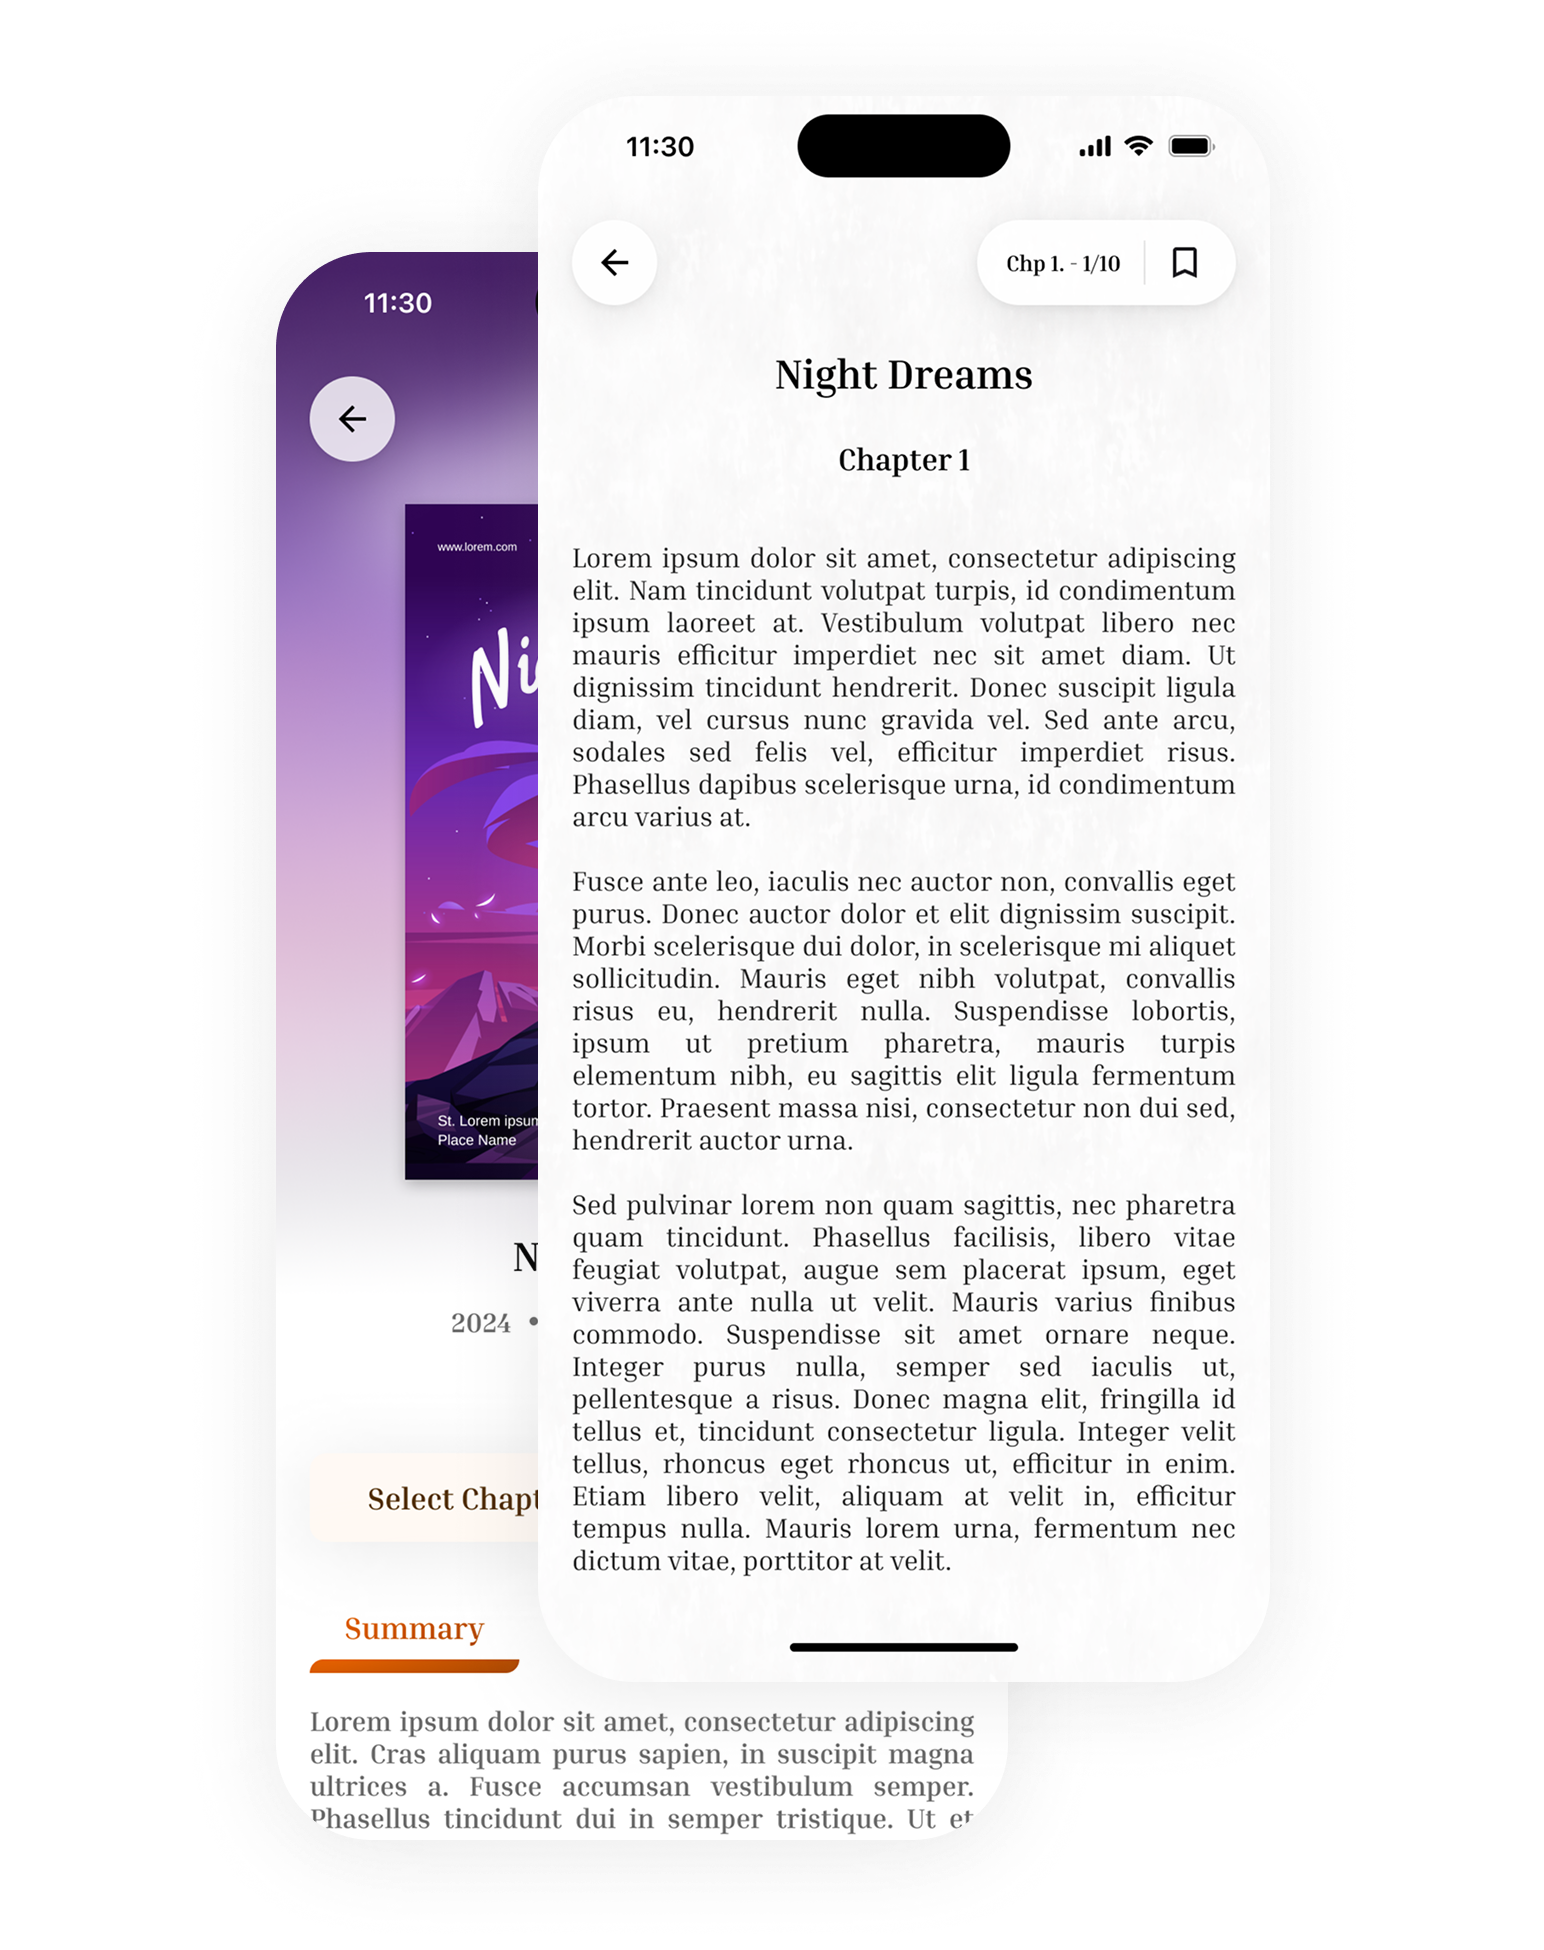 11:30
Chp 1. - 1/10
Night Dreams
Chapter 1
Lorem ipsum dolor sit amet, consectetur adipiscing
elit. Nam tincidunt volutpat turpis, id condimentum
ipsum laoreet at. Vestibulum volutpat libero nec
mauris efficitur imperdiet nec sit amet diam. Ut
dignissim tincidunt hendrerit. Donec suscipit ligula
diam, vel cursus nunc gravida vel. Sed ante arcu,
sodales sed felis vel, efficitur imperdiet risus.
Phasellus dapibus scelerisque urna, id condimentum
arcu varius at.
Fusce ante leo, iaculis nec auctor non, convallis eget
purus. Donec auctor dolor et elit dignissim suscipit.
Morbi scelerisque dui dolor, in scelerisque mi aliquet
sollicitudin. Mauris eget nibh volutpat, convallis
risus eu, hendrerit nulla. Suspendisse lobortis,
ipsum ut pretium pharetra, mauris turpis
elementum nibh, eu sagittis elit ligula fermentum
tortor. Praesent massa nisi, consectetur non dui sed,
hendrerit auctor urna.
Sed pulvinar lorem non quam sagittis, nec pharetra
quam tincidunt. Phasellus facilisis, libero vitae
feugiat volutpat, augue sem placerat ipsum, eget
viverra ante nulla ut velit. Mauris varius finibus
commodo. Suspendisse sit amet ornare neque.
Integer purus nulla, semper sed iaculis ut,
pellentesque a risus. Donec magna elit, fringilla id
tellus et, tincidunt consectetur ligula. Integer velit
tellus, rhoncus eget rhoncus ut, efficitur in enim.
Etiam libero velit, aliquam at velit in, efficitur
tempus nulla. Mauris lorem urna, fermentum nec
dictum vitae, porttitor at velit.
11:30
www.lorem.com
Ni
St. Lorem ipsum
Place Name
N
2024 •
Select Chapt
Summary
Lorem ipsum dolor sit amet, consectetur adipiscing
elit. Cras aliquam purus sapien, in suscipit magna
ultrices a. Fusce accumsan vestibulum semper.
Phasellus tincidunt dui in semper tristique. Ut et